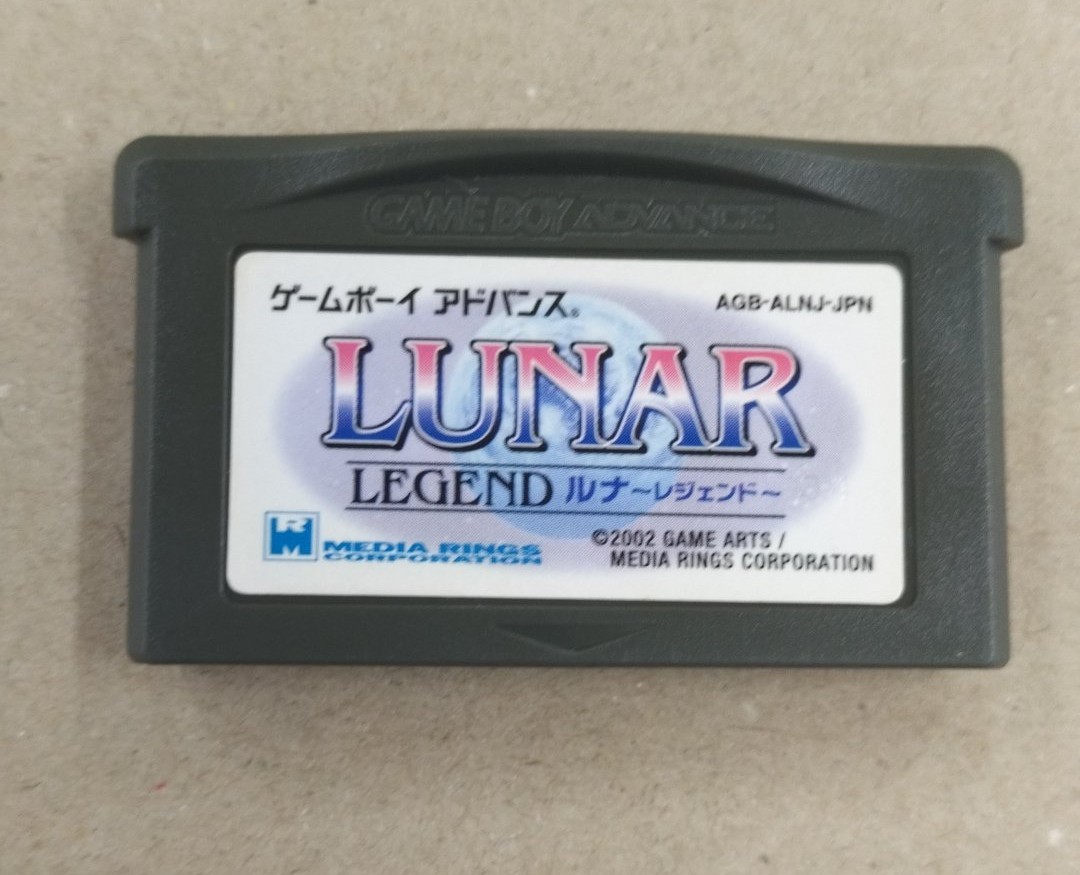 GAME BOY ADVANCE
ゲームボーイ アドバンス®
AGB-ALNJ-JPN
LUNAR
LEGEND ルナ～レジェンド～
RM
MEDIA RINGS
CORPORATION
©2002 GAME ARTS /
MEDIA RINGS CORPORATION